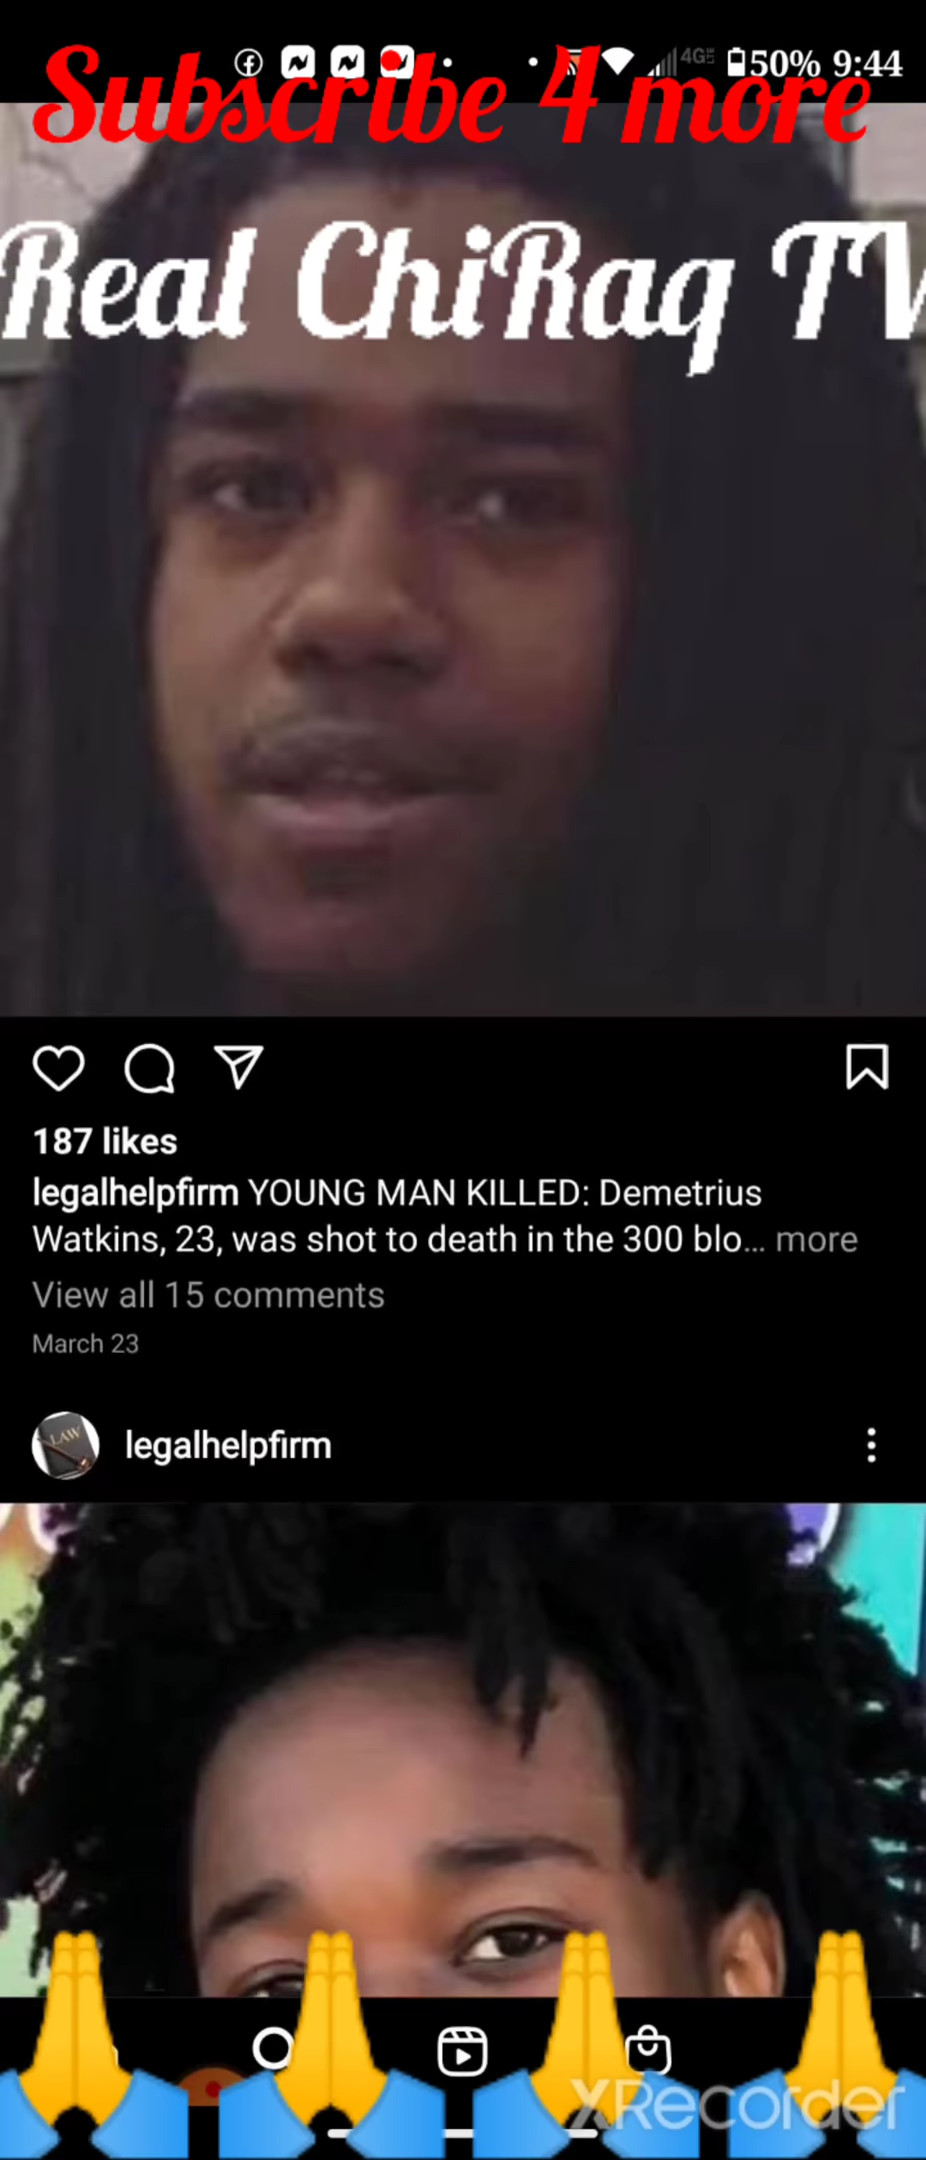 50% 9:44
Subscribe 4 more
Real ChiRaq TV
187 likes
legalhelpfirm YOUNG MAN KILLED: Demetrius
Watkins, 23, was shot to death in the 300 blo... more
View all 15 comments
March 23
LAW
legalhelpfirm
XRecorder